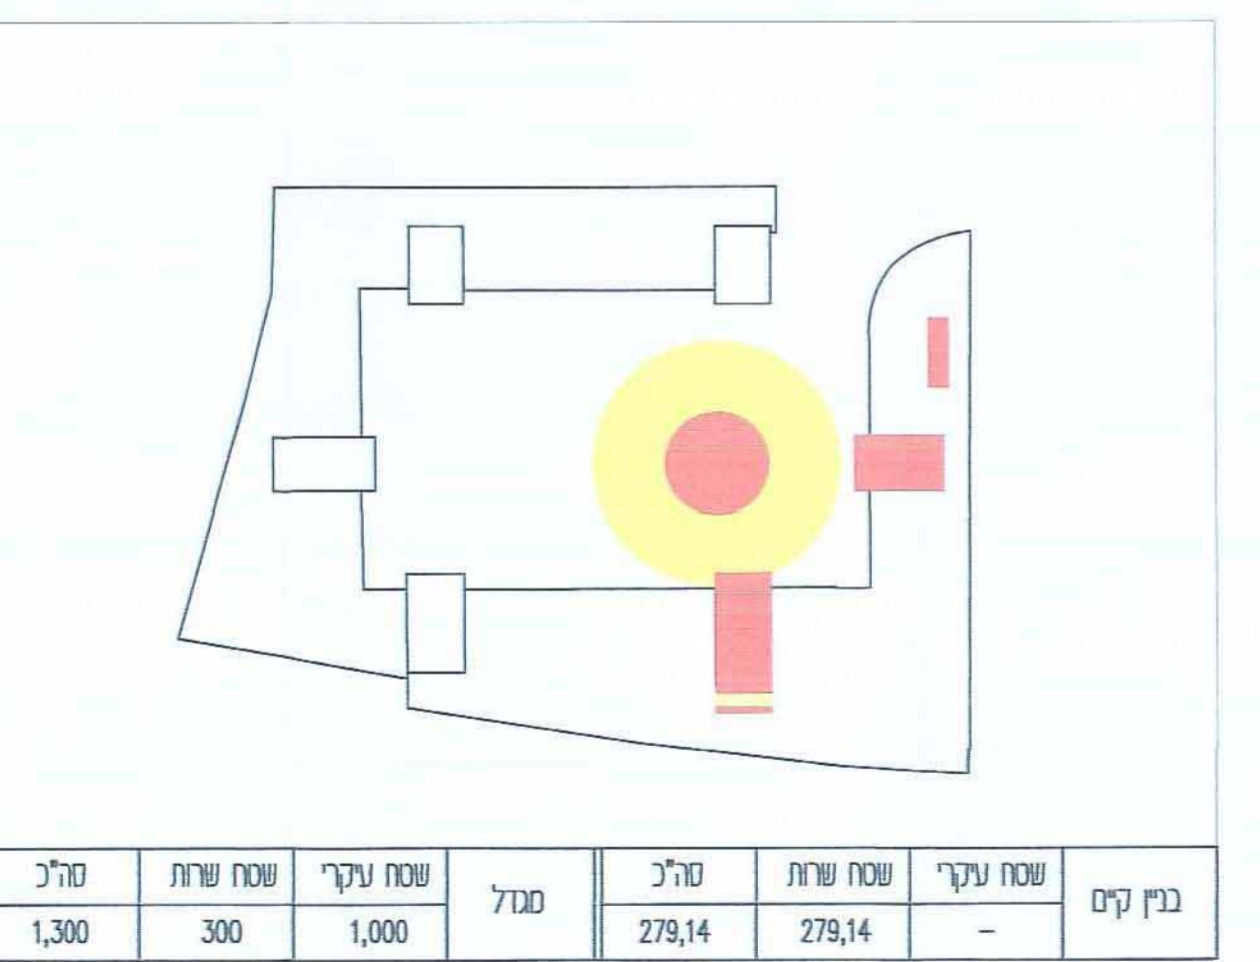 בניין קיים שטח עיקרי שטח שרות סה"כ מגדל שטח עיקרי שטח שרות סה"כ
– 279,14 279,14 1,000 300 1,300